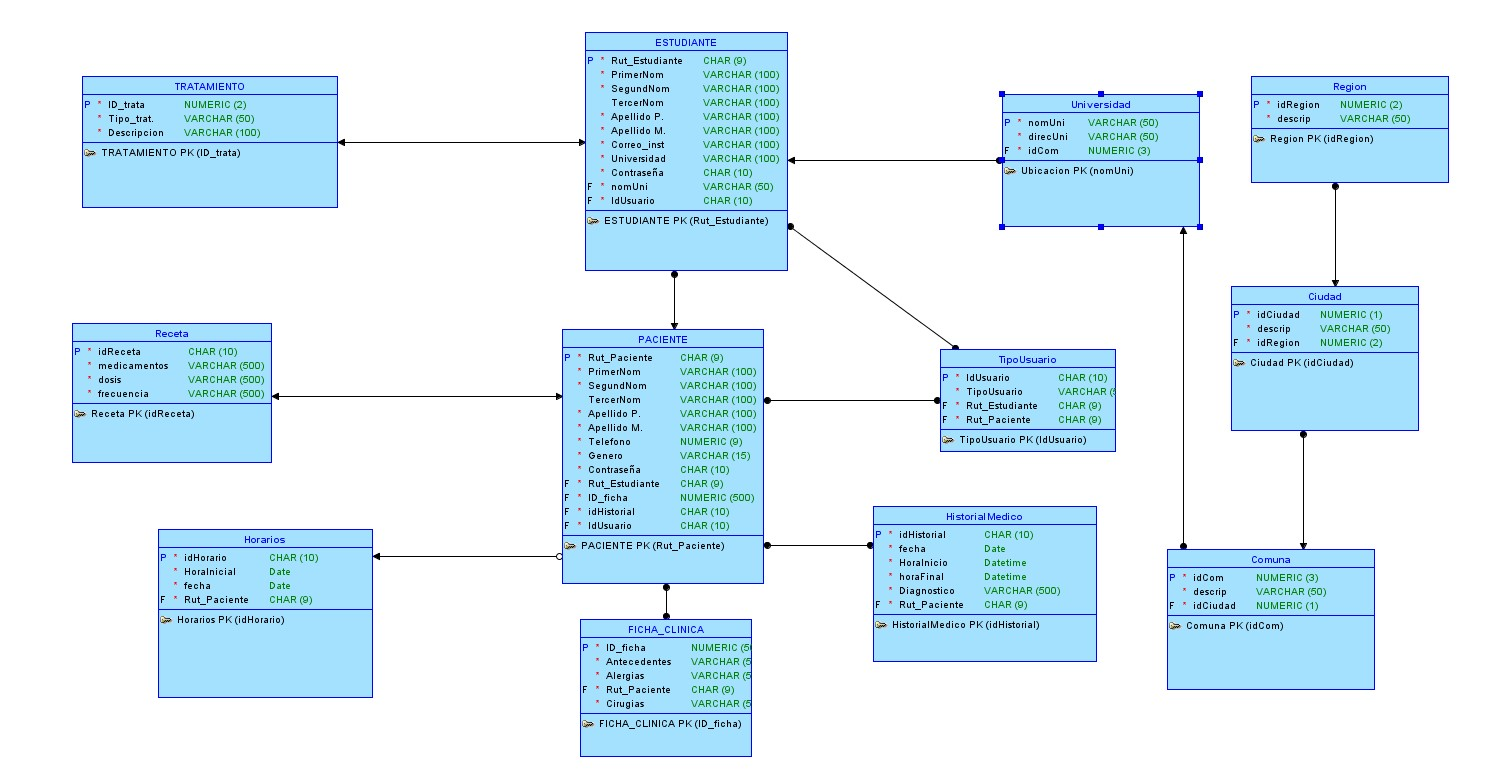 ESTUDIANTE
P * Rut_Estudiante CHAR (9)
* PrimerNom VARCHAR (100)
* SegundNom VARCHAR (100)
TercerNom VARCHAR (100)
* Apellido P. VARCHAR (100)
* Apellido M. VARCHAR (100)
* Correo_inst VARCHAR (100)
* Universidad VARCHAR (100)
* Contraseña CHAR (10)
F * nomUni VARCHAR (50)
F * IdUsuario CHAR (10)
ESTUDIANTE PK (Rut_Estudiante)
TRATAMIENTO
P * ID_trata NUMERIC (2)
* Tipo_trat. VARCHAR (50)
* Descripcion VARCHAR (100)
TRATAMIENTO PK (ID_trata)
Universidad
P * nomUni VARCHAR (50)
* direcUni VARCHAR (50)
F * idCom NUMERIC (3)
Ubicacion PK (nomUni)
Region
P * idRegion NUMERIC (2)
* descrip VARCHAR (50)
Region PK (idRegion)
Ciudad
P * idCiudad NUMERIC (1)
* descrip VARCHAR (50)
F * idRegion NUMERIC (2)
Ciudad PK (idCiudad)
Receta
P * idReceta CHAR (10)
* medicamentos VARCHAR (500)
* dosis VARCHAR (500)
* frecuencia VARCHAR (500)
Receta PK (idReceta)
PACIENTE
P * Rut_Paciente CHAR (9)
* PrimerNom VARCHAR (100)
* SegundNom VARCHAR (100)
TercerNom VARCHAR (100)
* Apellido P. VARCHAR (100)
* Apellido M. VARCHAR (100)
* Telefono NUMERIC (9)
* Genero VARCHAR (15)
* Contraseña CHAR (10)
F * Rut_Estudiante CHAR (9)
F * ID_ficha NUMERIC (500)
F * idHistorial CHAR (10)
F * IdUsuario CHAR (10)
PACIENTE PK (Rut_Paciente)
TipoUsuario
P * IdUsuario CHAR (10)
* TipoUsuario VARCHAR (5
F * Rut_Estudiante CHAR (9)
F * Rut_Paciente CHAR (9)
TipoUsuario PK (IdUsuario)
Horarios
P * idHorario CHAR (10)
* HoraInicial Date
* fecha Date
F * Rut_Paciente CHAR (9)
Horarios PK (idHorario)
HistorialMedico
P * idHistorial CHAR (10)
* fecha Date
* HoraInicio Datetime
* horaFinal Datetime
* Diagnostico VARCHAR (500)
F * Rut_Paciente CHAR (9)
HistorialMedico PK (idHistorial)
Comuna
P * idCom NUMERIC (3)
* descrip VARCHAR (50)
F * idCiudad NUMERIC (1)
Comuna PK (idCom)
FICHA_CLINICA
P * ID_ficha NUMERIC (50
* Antecedentes VARCHAR (5
* Alergias VARCHAR (5
F * Rut_Paciente CHAR (9)
* Cirugias VARCHAR (5
FICHA_CLINICA PK (ID_ficha)